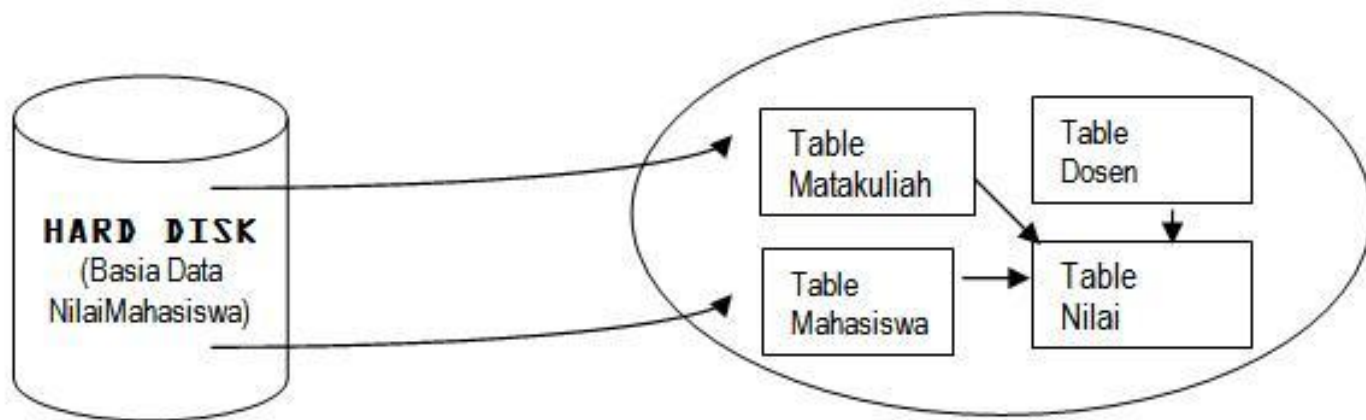 HARD DISK
(Basia Data
NilaiMahasiswa)
Table
Matakuliah
Table
Dosen
Table
Mahasiswa
Table
Nilai